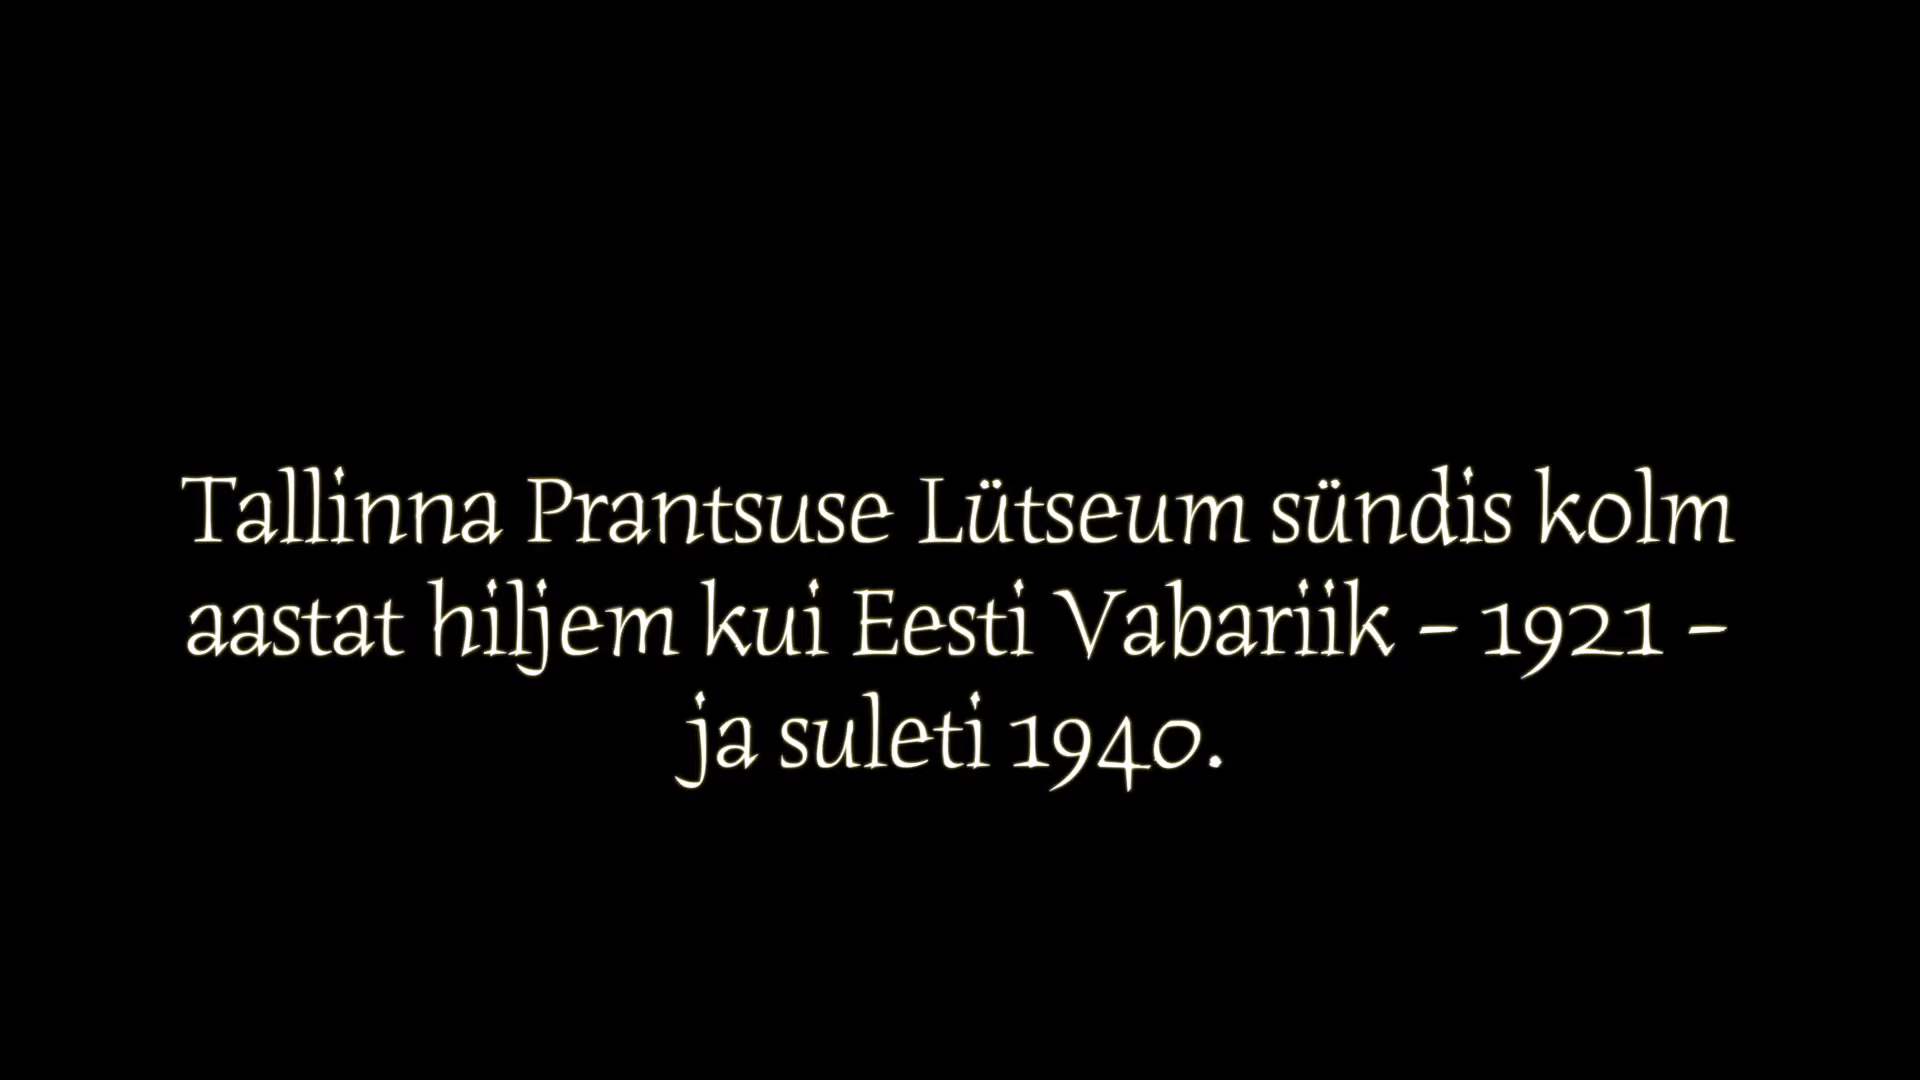 Tallinna Prantsuse Lütseum sündis kolm
aastat hiljem kui Eesti Vabariik - 1921 -
ja suleti 1940.